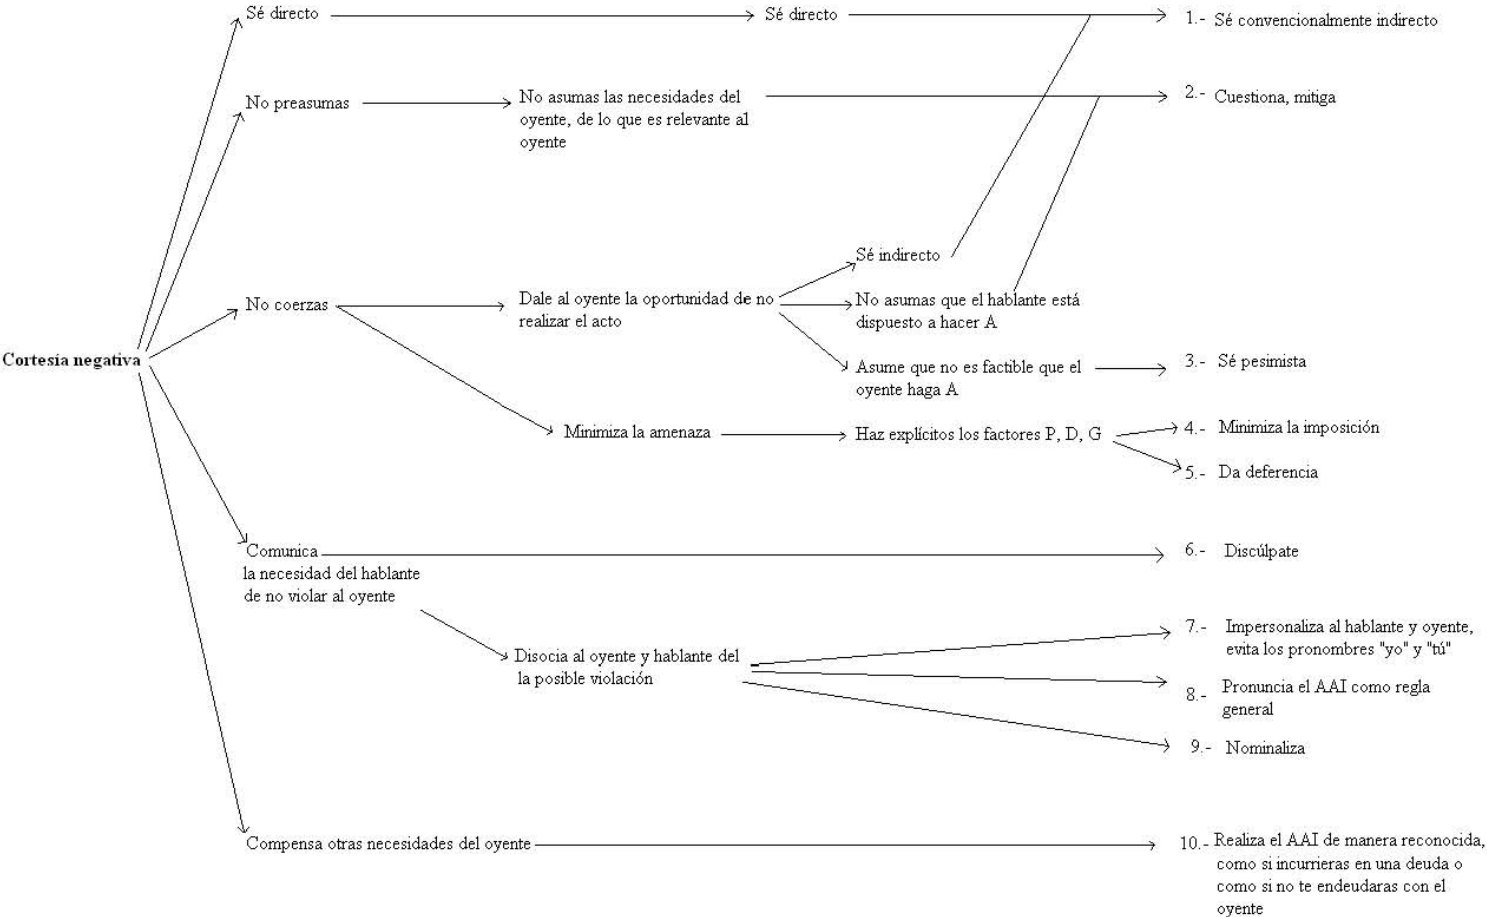 Sé directo
Sé directo
1.- Sé convencionalmente indirecto
No preasumas
No asumas las necesidades del
oyente, de lo que es relevante al
oyente
2.- Cuestiona, mitiga
Sé indirecto
No coerzas
Dale al oyente la oportunidad de no
realizar el acto
No asumas que el hablante está
dispuesto a hacer A
Cortesía negativa
Asume que no es factible que el
oyente haga A
3.- Sé pesimista
Minimiza la amenaza
Haz explícitos los factores P, D, G
4.- Minimiza la imposición
5.- Da deferencia
Comunica
la necesidad del hablante
de no violar al oyente
6.- Discúlpate
Disocia al oyente y hablante del
la posible violación
7.- Impersonaliza al hablante y oyente,
evita los pronombres "yo" y "tú"
8.- Pronuncia el AAI como regla
general
9.- Nominaliza
Compensa otras necesidades del oyente
10.- Realiza el AAI de manera reconocida,
como si incurrieras en una deuda o
como si no te endeudaras con el
oyente